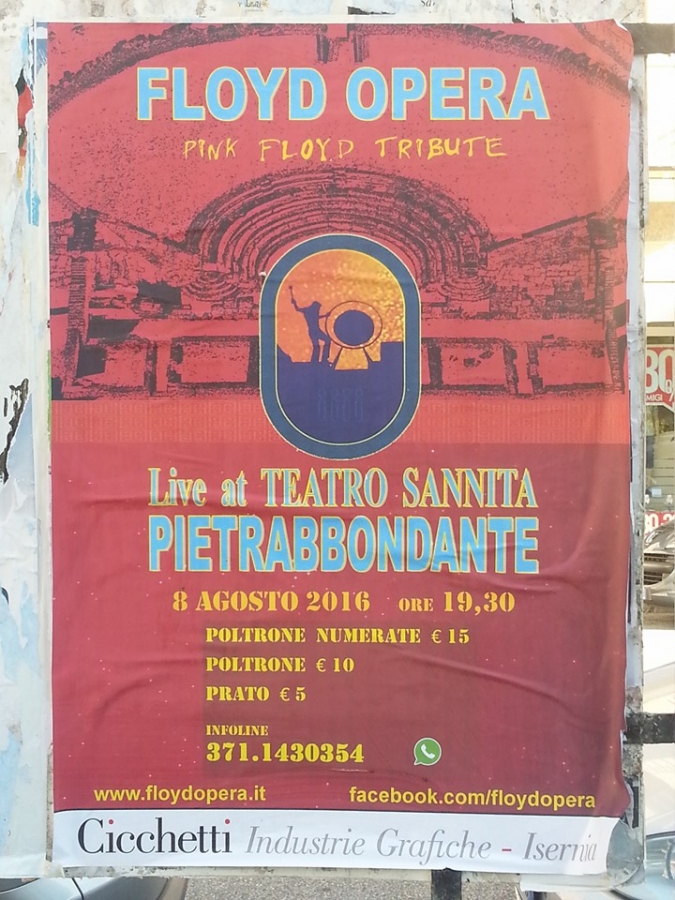 FLOYD OPERA
PINK FLOYD TRIBUTE
Live at TEATRO SANNITA
PIETRABBONDANTE
8 AGOSTO 2016 ORE 19,30
POLTRONE NUMERATE € 15
POLTRONE € 10
PRATO € 5
INFOLINE
371.1430354
www.floydopera.it facebook.com/floydopera
Cicchetti Industrie Grafiche - Isernia